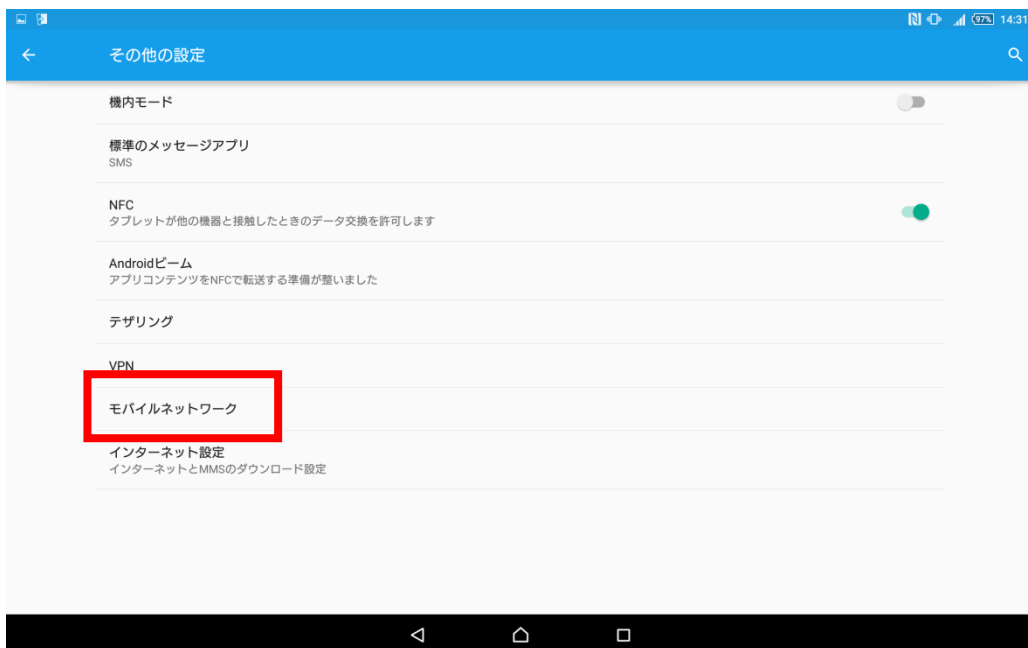 97% 14:31
その他の設定
機内モード
標準のメッセージアプリ
SMS
NFC
タブレットが他の機器と接触したときのデータ交換を許可します
Androidビーム
アプリコンテンツをNFCで転送する準備が整いました
テザリング
VPN
モバイルネットワーク
インターネット設定
インターネットとMMSのダウンロード設定